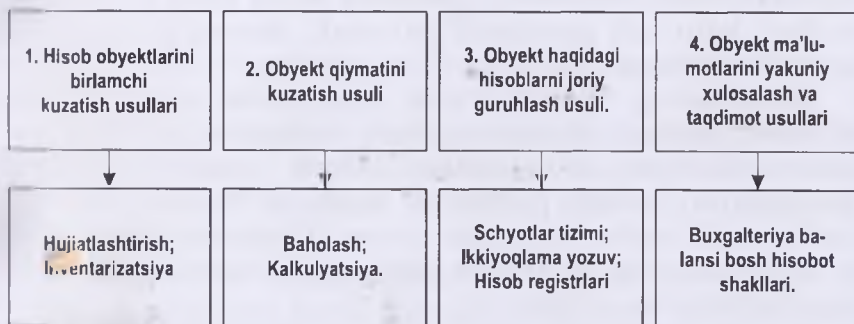 1. Hisob obyektlarini
birlamchi
kuzatish usullari
2. Obyekt qiymatini
kuzatish usuli
3. Obyekt haqidagi
hisoblarni joriy
guruhlash usuli.
4. Obyekt ma'lu-
motlarini yakuniy
xulosalash va
taqdimot usullari
Hujjatlashtirish;
Inventarizatsiya
Baholash;
Kalkulyatsiya.
Schyotlar tizimi;
Ikkiyoqlama yozuv;
Hisob registrlari
Buxgalteriya ba-
lansi bosh hisobot
shakllari.